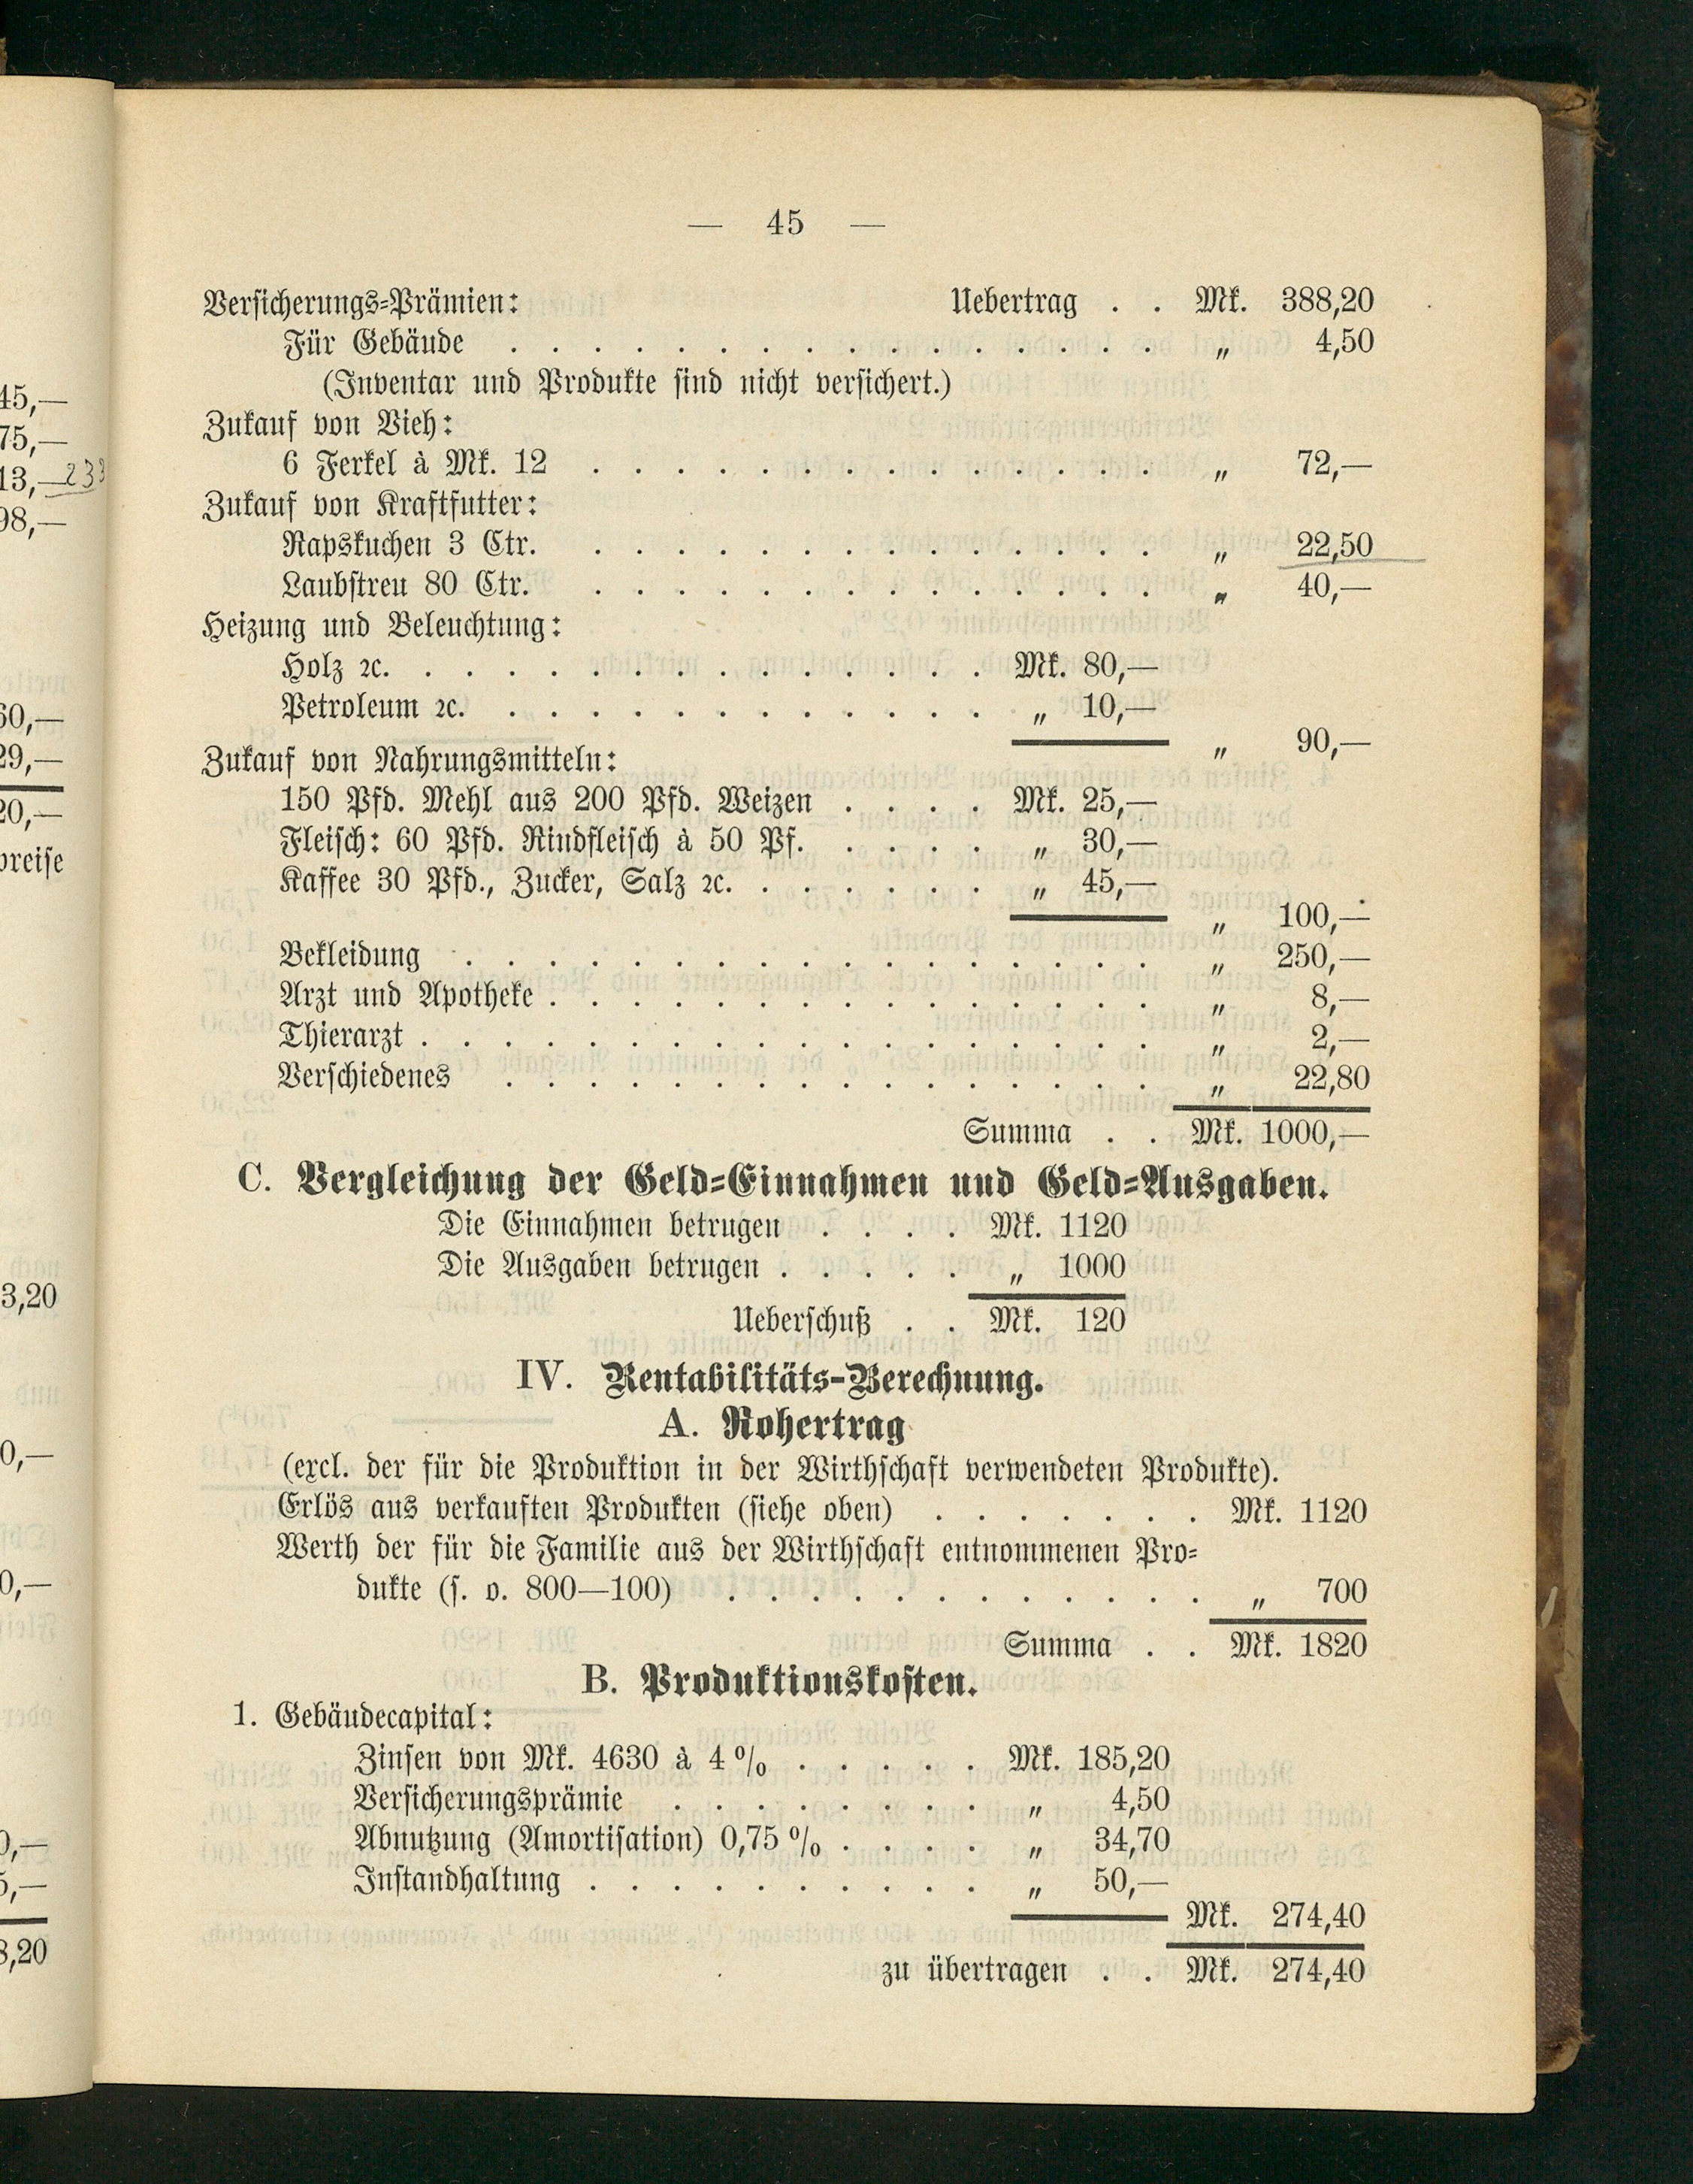 — 45 —
Versicherungs-Prämien: Uebertrag . . Mk. 388,20
Für Gebäude . . . . . . . . . . . . . . . . „ 4,50
(Inventar und Produkte sind nicht versichert.)
Zukauf von Vieh:
6 Ferkel à Mk. 12 . . . . . . . . . . . . . . „ 72,—
Zukauf von Kraftfutter:
Rapskuchen 3 Ctr. . . . . . . . . . . . . . . „ 22,50
Laubstreu 80 Ctr. . . . . . . . . . . . . . . „ 40,—
Heizung und Beleuchtung:
Holz ꝛc. . . . . . . . . . . . . . . . Mk. 80,—
Petroleum ꝛc. . . . . . . . . . . . . „ 10,—
„ 90,—
Zukauf von Nahrungsmitteln:
150 Pfd. Mehl aus 200 Pfd. Weizen . . . . Mk. 25,—
Fleisch: 60 Pfd. Rindfleisch à 50 Pf. . . . . „ 30,—
Kaffee 30 Pfd., Zucker, Salz ꝛc. . . . . . . „ 45,—
„ 100,—
Bekleidung . . . . . . . . . . . . . . . . . „ 250,—
Arzt und Apotheke . . . . . . . . . . . . . . . „ 8,—
Thierarzt . . . . . . . . . . . . . . . . . . „ 2,—
Verschiedenes . . . . . . . . . . . . . . . . „ 22,80
Summa . . Mk. 1000,—
C. Vergleichung der Geld-Einnahmen und Geld-Ausgaben.
Die Einnahmen betrugen . . . . Mk. 1120
Die Ausgaben betrugen . . . . . „ 1000
Ueberschuß . . Mk. 120
IV. Rentabilitäts-Berechnung.
A. Rohertrag
(excl. der für die Produktion in der Wirthschaft verwendeten Produkte).
Erlös aus verkauften Produkten (siehe oben) . . . . . . . Mk. 1120
Werth der für die Familie aus der Wirthschaft entnommenen Pro-
dukte (s. o. 800—100) . . . . . . . . . . . . „ 700
Summa . . Mk. 1820
B. Produktionskosten.
1. Gebäudecapital:
Zinsen von Mk. 4630 à 4 % . . . . . Mk. 185,20
Versicherungsprämie . . . . . . . . „ 4,50
Abnutzung (Amortisation) 0,75 % . . . . „ 34,70
Instandhaltung . . . . . . . . . . „ 50,—
Mk. 274,40
zu übertragen . . Mk. 274,40